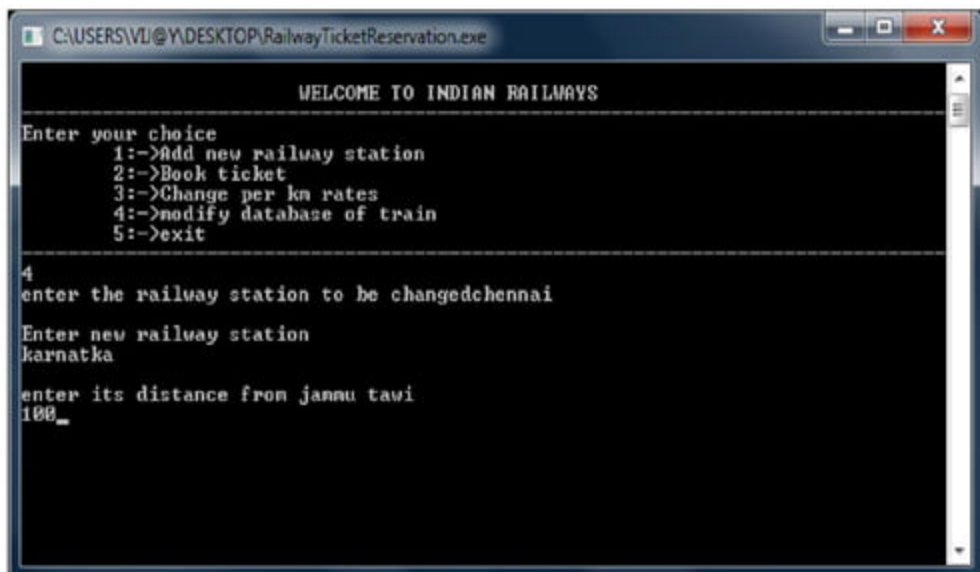 C:\USERS\VIJ@Y\DESKTOP\RailwayTicketReservation.exe
WELCOME TO INDIAN RAILWAYS
Enter your choice
1:->Add new railway station
2:->Book ticket
3:->Change per km rates
4:->modify database of train
5:->exit
4
enter the railway station to be changedchennai
Enter new railway station
karnatka
enter its distance from jammu tawi
100_